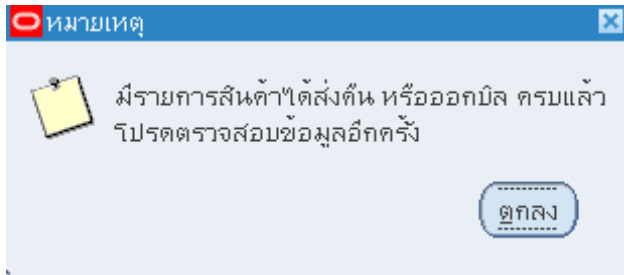 หมายเหตุ
มีรายการสินค้าได้ส่งคืน หรือออกบิล ครบแล้ว
โปรดตรวจสอบข้อมูลอีกครั้ง
ตกลง